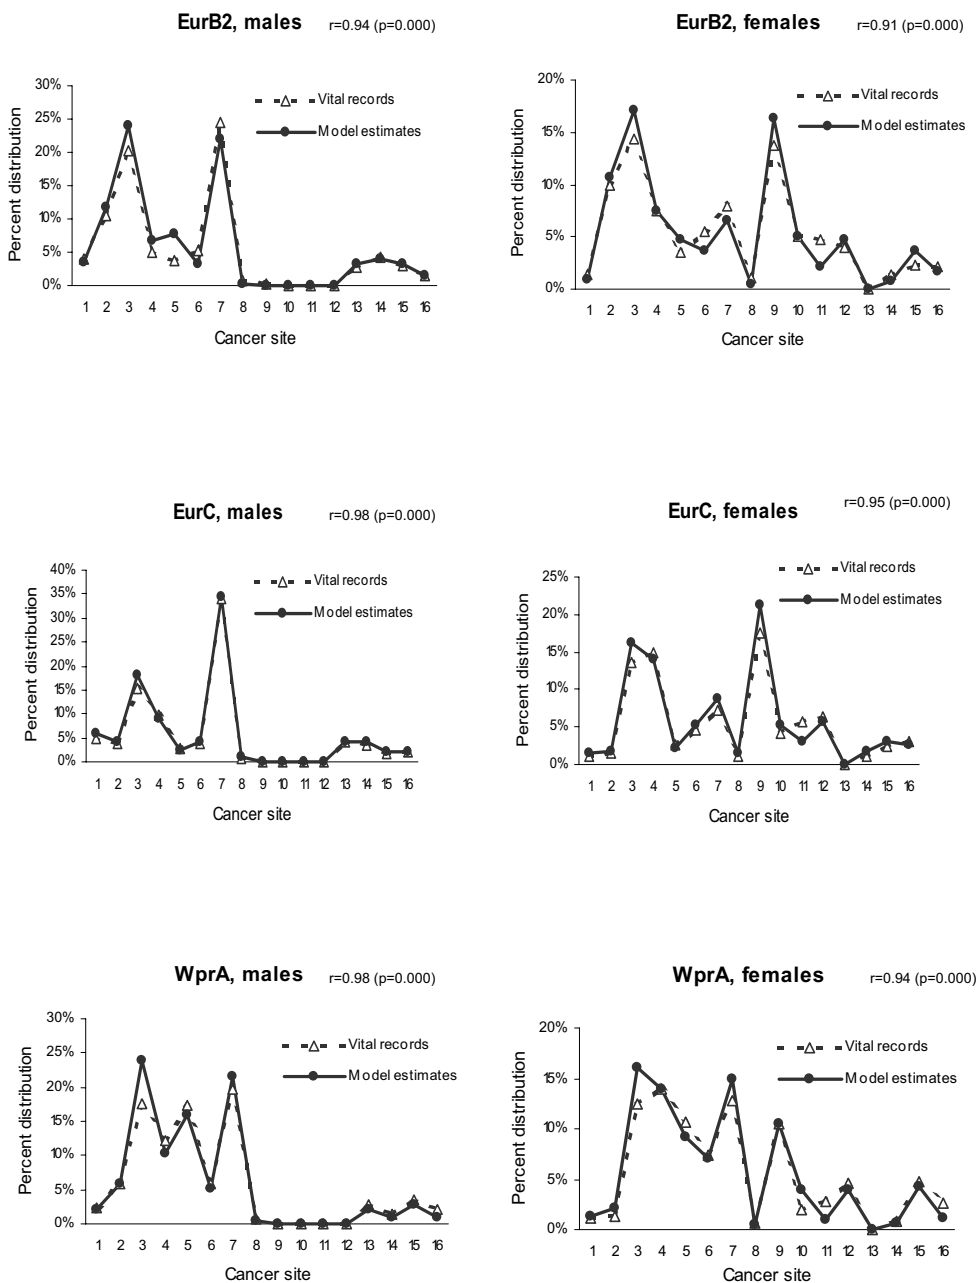 EurB2, males r=0.94 (p=0.000)
30%
25%
20%
15%
10%
5%
0%
Percent distribution
Vital records
Model estimates
1 2 3 4 5 6 7 8 9 10 11 12 13 14 15 16
Cancer site
EurB2, females r=0.91 (p=0.000)
20%
15%
10%
5%
0%
Percent distribution
Vital records
Model estimates
1 2 3 4 5 6 7 8 9 10 11 12 13 14 15 16
Cancer site
EurC, males r=0.98 (p=0.000)
40%
35%
30%
25%
20%
15%
10%
5%
0%
Percent distribution
Vital records
Model estimates
1 2 3 4 5 6 7 8 9 10 11 12 13 14 15 16
Cancer site
EurC, females r=0.95 (p=0.000)
25%
20%
15%
10%
5%
0%
Percent distribution
Vital records
Model estimates
1 2 3 4 5 6 7 8 9 10 11 12 13 14 15 16
Cancer site
WprA, males r=0.98 (p=0.000)
30%
25%
20%
15%
10%
5%
0%
Percent distribution
Vital records
Model estimates
1 2 3 4 5 6 7 8 9 10 11 12 13 14 15 16
Cancer site
WprA, females r=0.94 (p=0.000)
20%
15%
10%
5%
0%
Percent distribution
Vital records
Model estimates
1 2 3 4 5 6 7 8 9 10 11 12 13 14 15 16
Cancer site